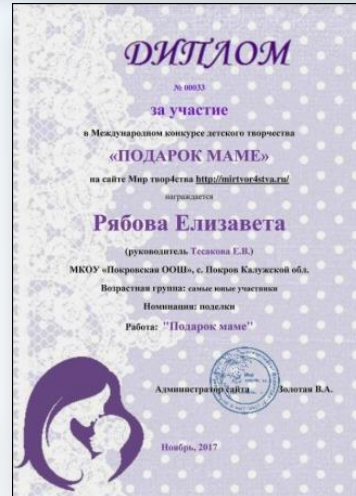 ДИПЛОМ
№ 00033
за участие
в Международном конкурсе детского творчества
«ПОДАРОК МАМЕ»
на сайте Мир твор4ства http://mirtvor4stva.ru/
награждается
Рябова Елизавета
(руководитель Тесакова Е.В.)
МКОУ «Покровская ООШ», с. Покров Калужской обл.
Возрастная группа: самые юные участники
Номинация: поделки
Работа: "Подарок маме"
Администратор сайта Золотая В.А.
Ноябрь, 2017